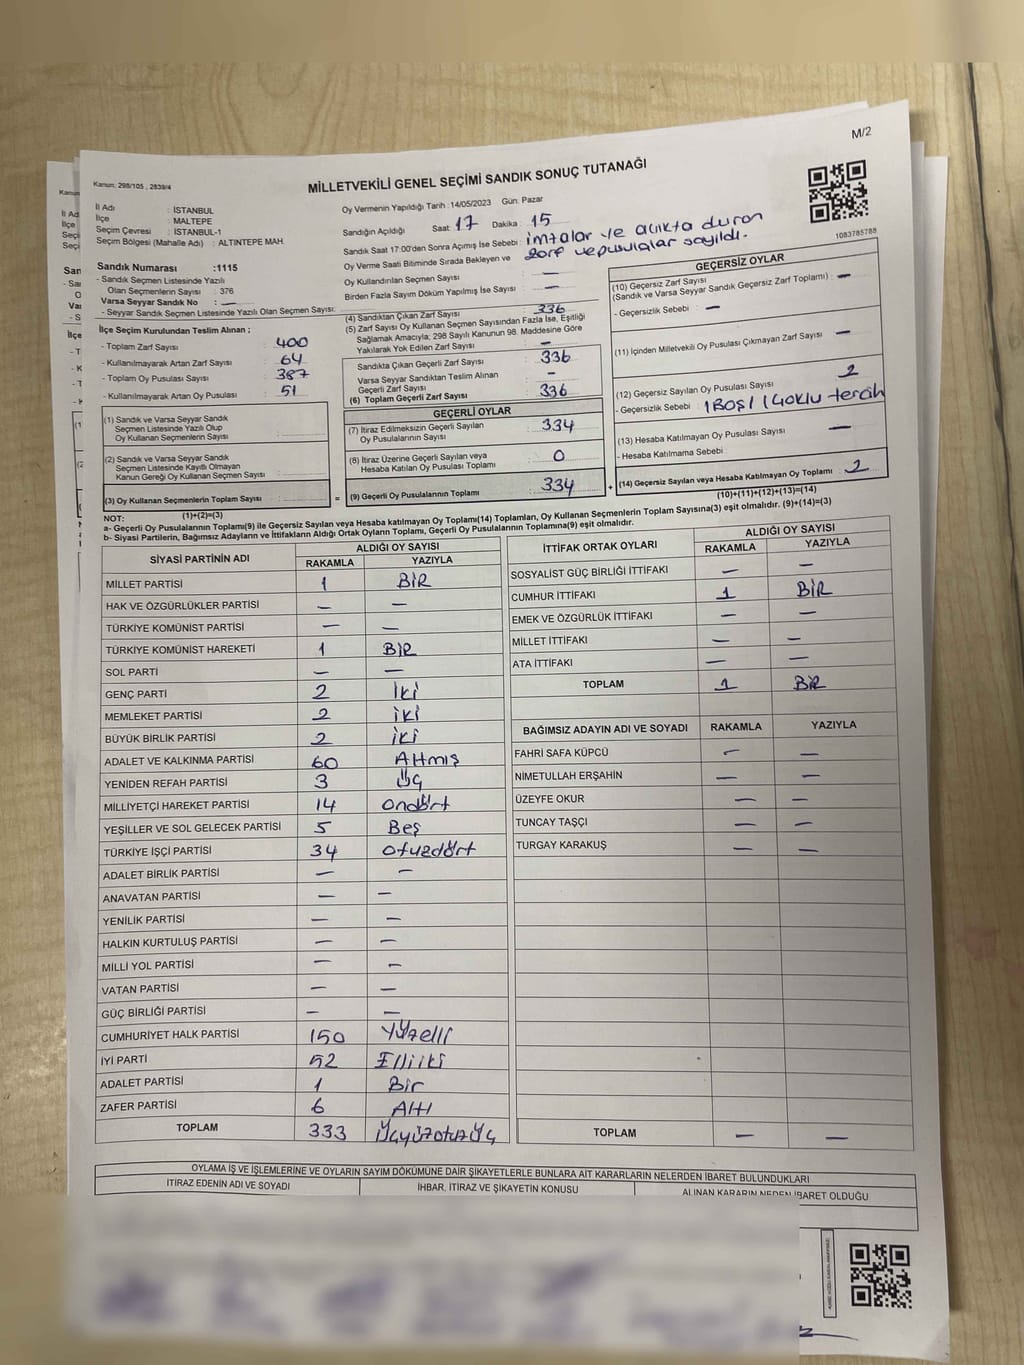 M/2
Kanun: 298/105 , 2839/4
MİLLETVEKİLİ GENEL SEÇİMİ SANDIK SONUÇ TUTANAĞI
İl Adı : İSTANBUL
İlçe : MALTEPE
Seçim Çevresi : İSTANBUL-1
Seçim Bölgesi (Mahalle Adı) : ALTINTEPE MAH.
Oy Vermenin Yapıldığı Tarih :14/05/2023 Gün: Pazar
Sandığın Açıldığı Saat 17 Dakika : 15
Sandık Saat 17:00'den Sonra Açımış İse Sebebi : imzalar ve açıkta duran
zarf ve pusulalar sayıldı.
Oy Verme Saati Bitiminde Sırada Bekleyen ve
Oy Kullandırılan Seçmen Sayısı : —
Birden Fazla Sayım Döküm Yapılmış İse Sayısı : —
1083785788
Sandık Numarası :1115
- Sandık Seçmen Listesinde Yazılı
Olan Seçmenlerin Sayısı : 376
Varsa Seyyar Sandık No : —
- Seyyar Sandık Seçmen Listesinde Yazılı Olan Seçmen Sayısı:
İlçe Seçim Kurulundan Teslim Alınan ;
- Toplam Zarf Sayısı : 400
- Kullanılmayarak Artan Zarf Sayısı : 64
- Toplam Oy Pusulası Sayısı : 387
- Kullanılmayarak Artan Oy Pusulası : 51
(1) Sandık ve Varsa Seyyar Sandık
Seçmen Listesinde Yazılı Olup
Oy Kullanan Seçmenlerin Sayısı :
(2) Sandık ve Varsa Seyyar Sandık
Seçmen Listesinde Kayıtlı Olmayan
Kanun Gereği Oy Kullanan Seçmen Sayısı :
(3) Oy Kullanan Seçmenlerin Toplam Sayısı :
(1)+(2)=(3)
(4) Sandıktan Çıkan Zarf Sayısı : 336
(5) Zarf Sayısı Oy Kullanan Seçmen Sayısından Fazla İse, Eşitliği
Sağlamak Amacıyla; 298 Sayılı Kanunun 98. Maddesine Göre
Yakılarak Yok Edilen Zarf Sayısı : —
Sandıkta Çıkan Geçerli Zarf Sayısı : 336
Varsa Seyyar Sandıktan Teslim Alınan
Geçerli Zarf Sayısı : -
(6) Toplam Geçerli Zarf Sayısı : 336
GEÇERLİ OYLAR
(7) İtiraz Edilmeksizin Geçerli Sayılan
Oy Pusulalarının Sayısı : 334
(8) İtiraz Üzerine Geçerli Sayılan veya
Hesaba Katılan Oy Pusulası Toplamı : 0
= (9) Geçerli Oy Pusulalarının Toplamı : 334 +
GEÇERSİZ OYLAR
(10) Geçersiz Zarf Sayısı
(Sandık ve Varsa Seyyar Sandık Geçersiz Zarf Toplamı) : —
- Geçersizlik Sebebi : —
(11) İçinden Milletvekili Oy Pusulası Çıkmayan Zarf Sayısı : —
(12) Geçersiz Sayılan Oy Pusulası Sayısı : 2
- Geçersizlik Sebebi : 1 Boş / 1 çoklu tercih
(13) Hesaba Katılmayan Oy Pusulası Sayısı : —
- Hesaba Katılmama Sebebi
(14) Geçersiz Sayılan veya Hesaba Katılmayan Oy Toplamı : 2
(10)+(11)+(12)+(13)=(14)
NOT:
a- Geçerli Oy Pusulalarının Toplamı(9) ile Geçersiz Sayılan veya Hesaba katılmayan Oy Toplamı(14) Toplamları, Oy Kullanan Seçmenlerin Toplam Sayısına(3) eşit olmalıdır. (9)+(14)=(3)
b- Siyasi Partilerin, Bağımsız Adayların ve İttifakların Aldığı Ortak Oyların Toplamı, Geçerli Oy Pusulalarının Toplamına(9) eşit olmalıdır.
SİYASİ PARTİNİN ADI ALDIĞI OY SAYISI
RAKAMLA YAZIYLA
MİLLET PARTİSİ 1 BİR
HAK VE ÖZGÜRLÜKLER PARTİSİ — —
TÜRKİYE KOMÜNİST PARTİSİ — —
TÜRKİYE KOMÜNİST HAREKETİ 1 BİR
SOL PARTİ — —
GENÇ PARTİ 2 İki
MEMLEKET PARTİSİ 2 iki
BÜYÜK BİRLİK PARTİSİ 2 iki
ADALET VE KALKINMA PARTİSİ 60 Altmış
YENİDEN REFAH PARTİSİ 3 Üç
MİLLİYETÇİ HAREKET PARTİSİ 14 ondört
YEŞİLLER VE SOL GELECEK PARTİSİ 5 Beş
TÜRKİYE İŞÇİ PARTİSİ 34 otuzdört
ADALET BİRLİK PARTİSİ — —
ANAVATAN PARTİSİ — —
YENİLİK PARTİSİ — —
HALKIN KURTULUŞ PARTİSİ — —
MİLLİ YOL PARTİSİ — —
VATAN PARTİSİ — —
GÜÇ BİRLİĞİ PARTİSİ — —
CUMHURİYET HALK PARTİSİ 150 Yüzelli
İYİ PARTİ 52 Elliiki
ADALET PARTİSİ 1 Bir
ZAFER PARTİSİ 6 Altı
TOPLAM 333 Üçyüzotuzüç
İTTİFAK ORTAK OYLARI ALDIĞI OY SAYISI
RAKAMLA YAZIYLA
SOSYALİST GÜÇ BİRLİĞİ İTTİFAKI — —
CUMHUR İTTİFAKI 1 BİR
EMEK VE ÖZGÜRLÜK İTTİFAKI — —
MİLLET İTTİFAKI — —
ATA İTTİFAKI — —
TOPLAM 1 BİR
BAĞIMSIZ ADAYIN ADI VE SOYADI RAKAMLA YAZIYLA
FAHRİ SAFA KÜPCÜ — —
NİMETULLAH ERŞAHİN — —
ÜZEYFE OKUR — —
TUNCAY TAŞÇI — —
TURGAY KARAKUŞ — —
TOPLAM — —
OYLAMA İŞ VE İŞLEMLERİNE VE OYLARIN SAYIM DÖKÜMÜNE DAİR ŞİKAYETLERLE BUNLARA AİT KARARLARIN NELERDEN İBARET BULUNDUKLARI
İTİRAZ EDENİN ADI VE SOYADI İHBAR, İTİRAZ VE ŞİKAYETİN KONUSU ALINAN KARARIN NEDEN İBARET OLDUĞU